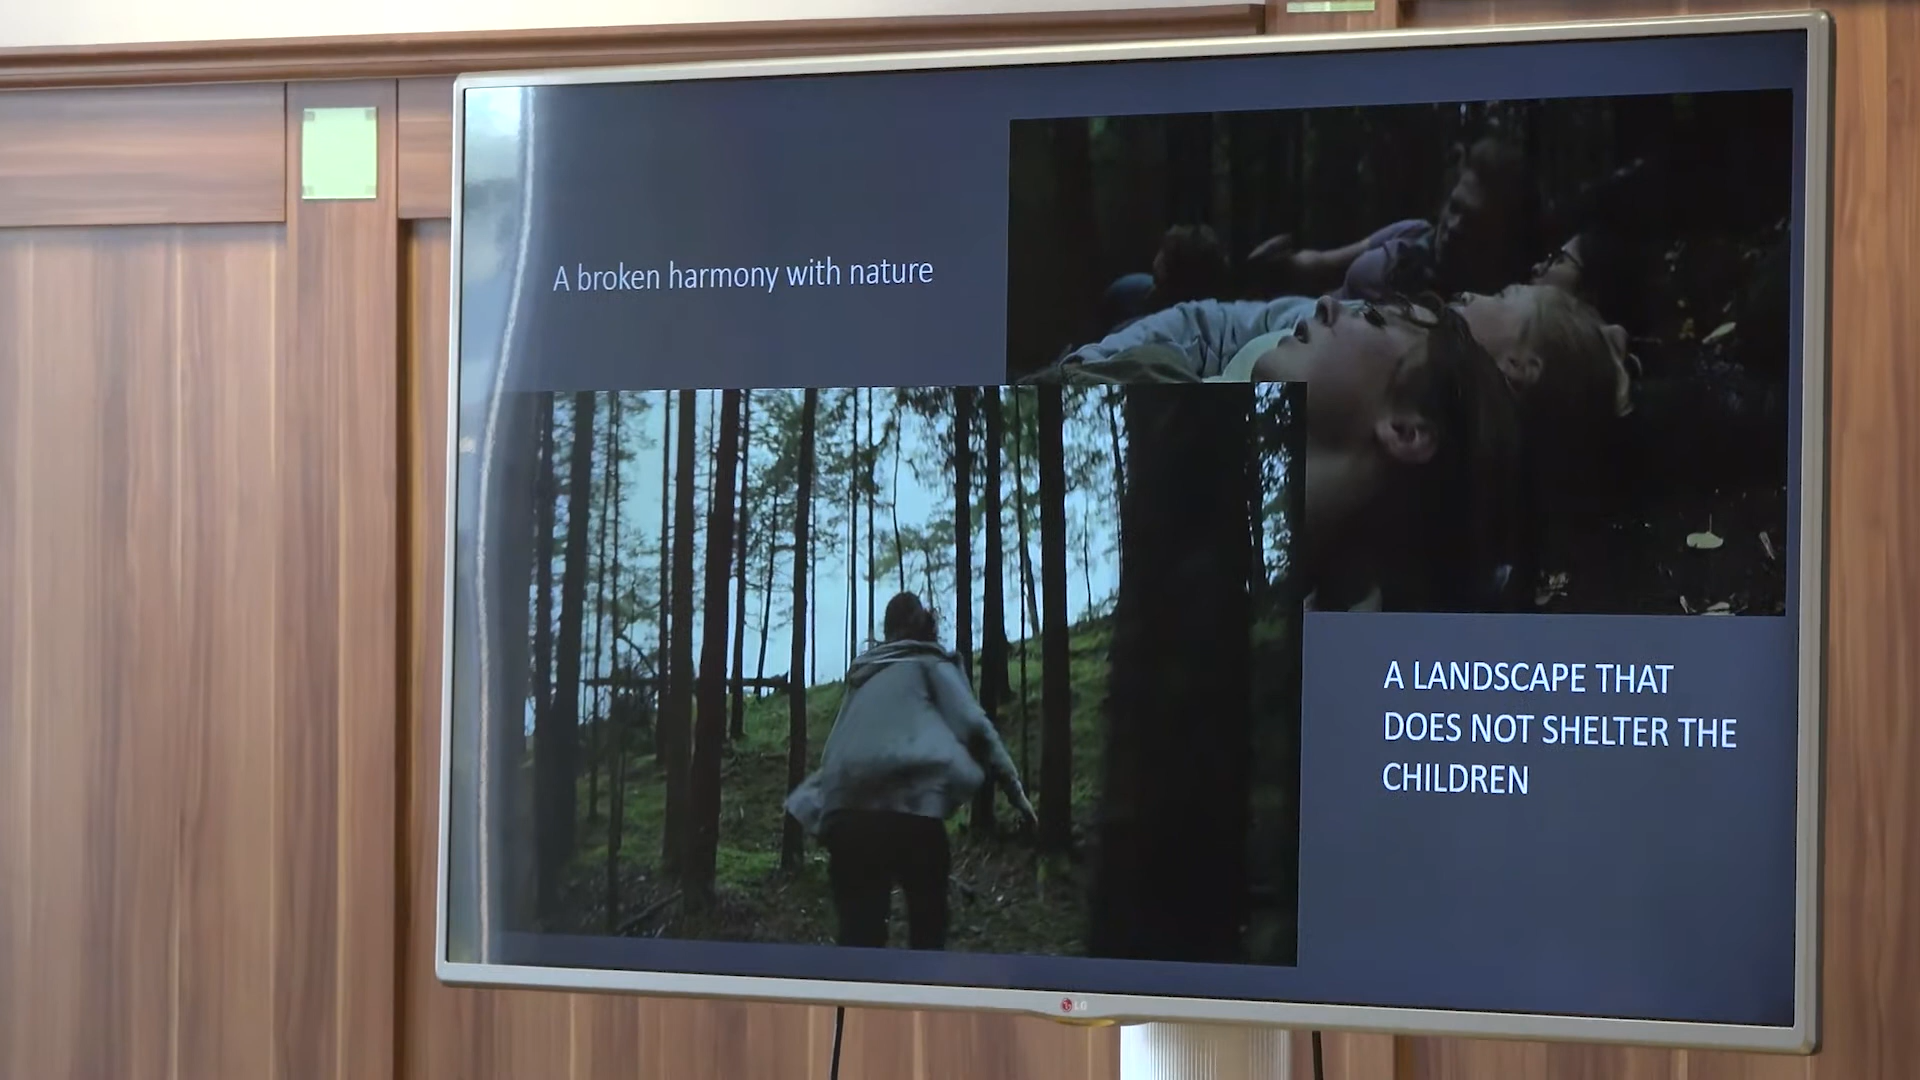 A broken harmony with nature
A LANDSCAPE THAT
DOES NOT SHELTER THE
CHILDREN
LG